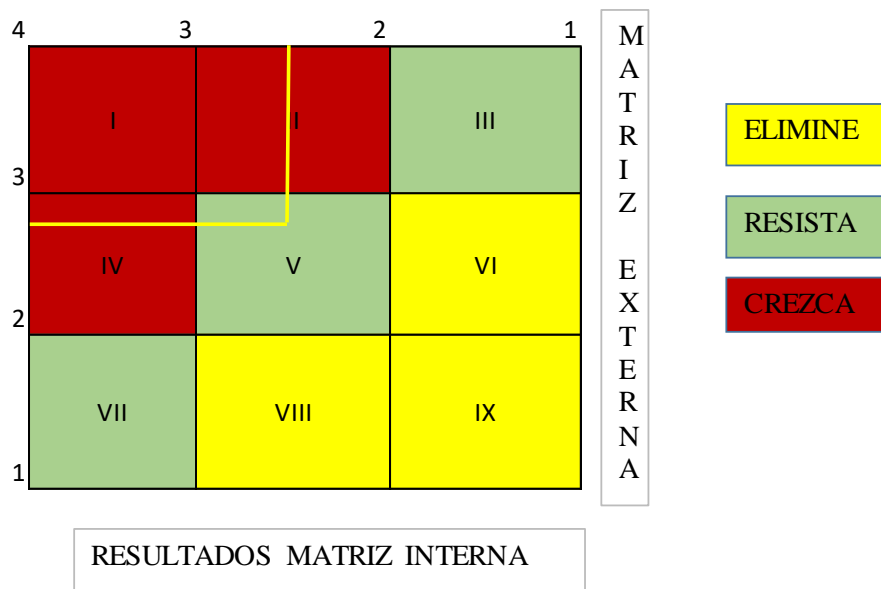 4 3 2 1
I I III
3
IV V VI
2
VII VIII IX
1
M
A
T
R
I
Z
E
X
T
E
R
N
A
ELIMINE
RESISTA
CREZCA
RESULTADOS MATRIZ INTERNA